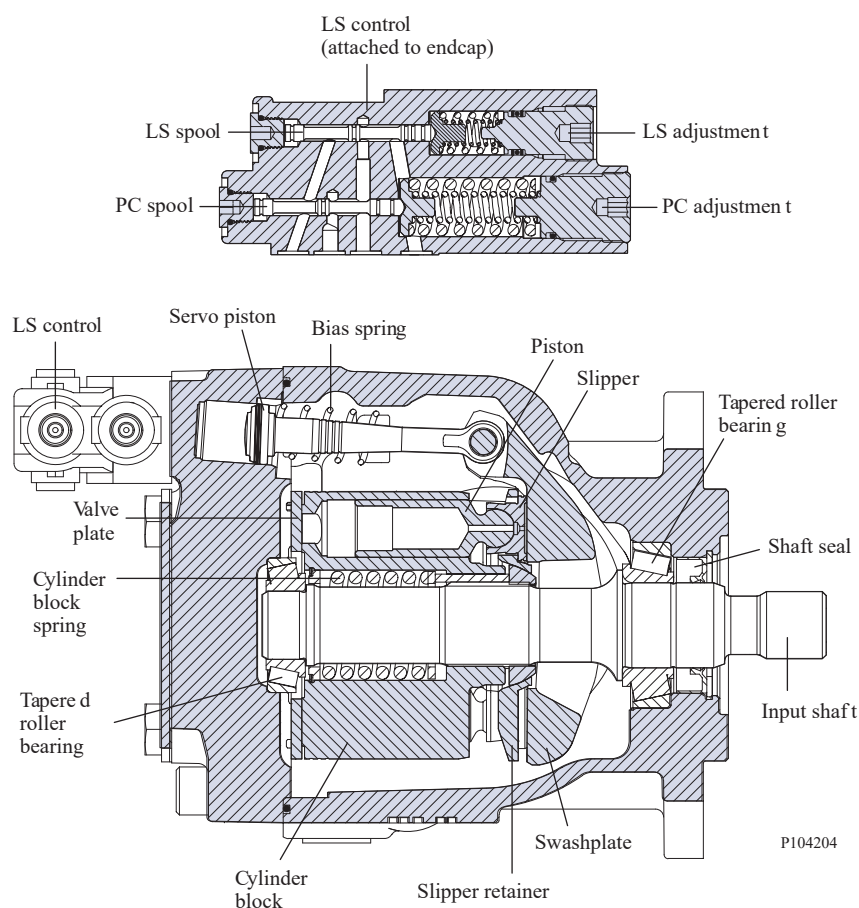 LS control
(attached to endcap)
LS spool
LS adjustment
PC spool
PC adjustment
LS control
Servo piston
Bias spring
Piston
Slipper
Tapered roller
bearing
Valve
plate
Shaft seal
Cylinder
block
spring
Tapered
roller
bearing
Input shaft
Swashplate
P104204
Cylinder
block
Slipper retainer